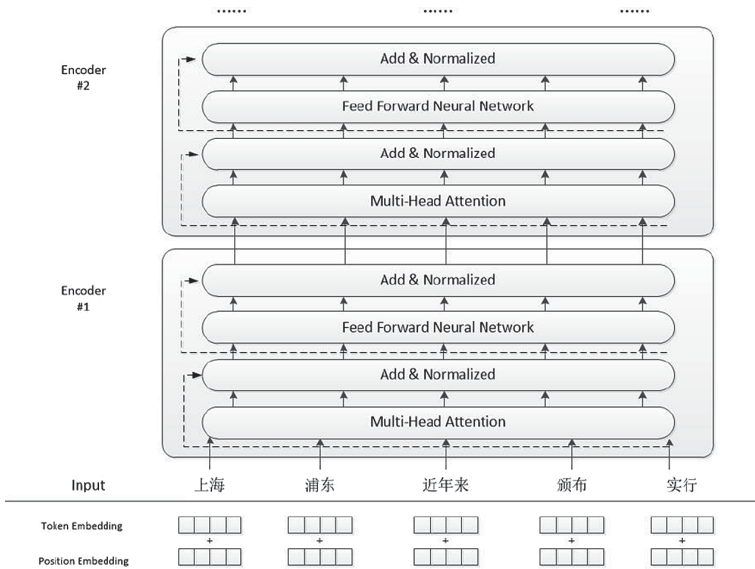 ...... ...... ......
Encoder
#2
Add & Normalized
Feed Forward Neural Network
Add & Normalized
Multi-Head Attention
Encoder
#1
Add & Normalized
Feed Forward Neural Network
Add & Normalized
Multi-Head Attention
Input 上海 浦东 近年来 颁布 实行
Token Embedding
+ + + + +
Position Embedding